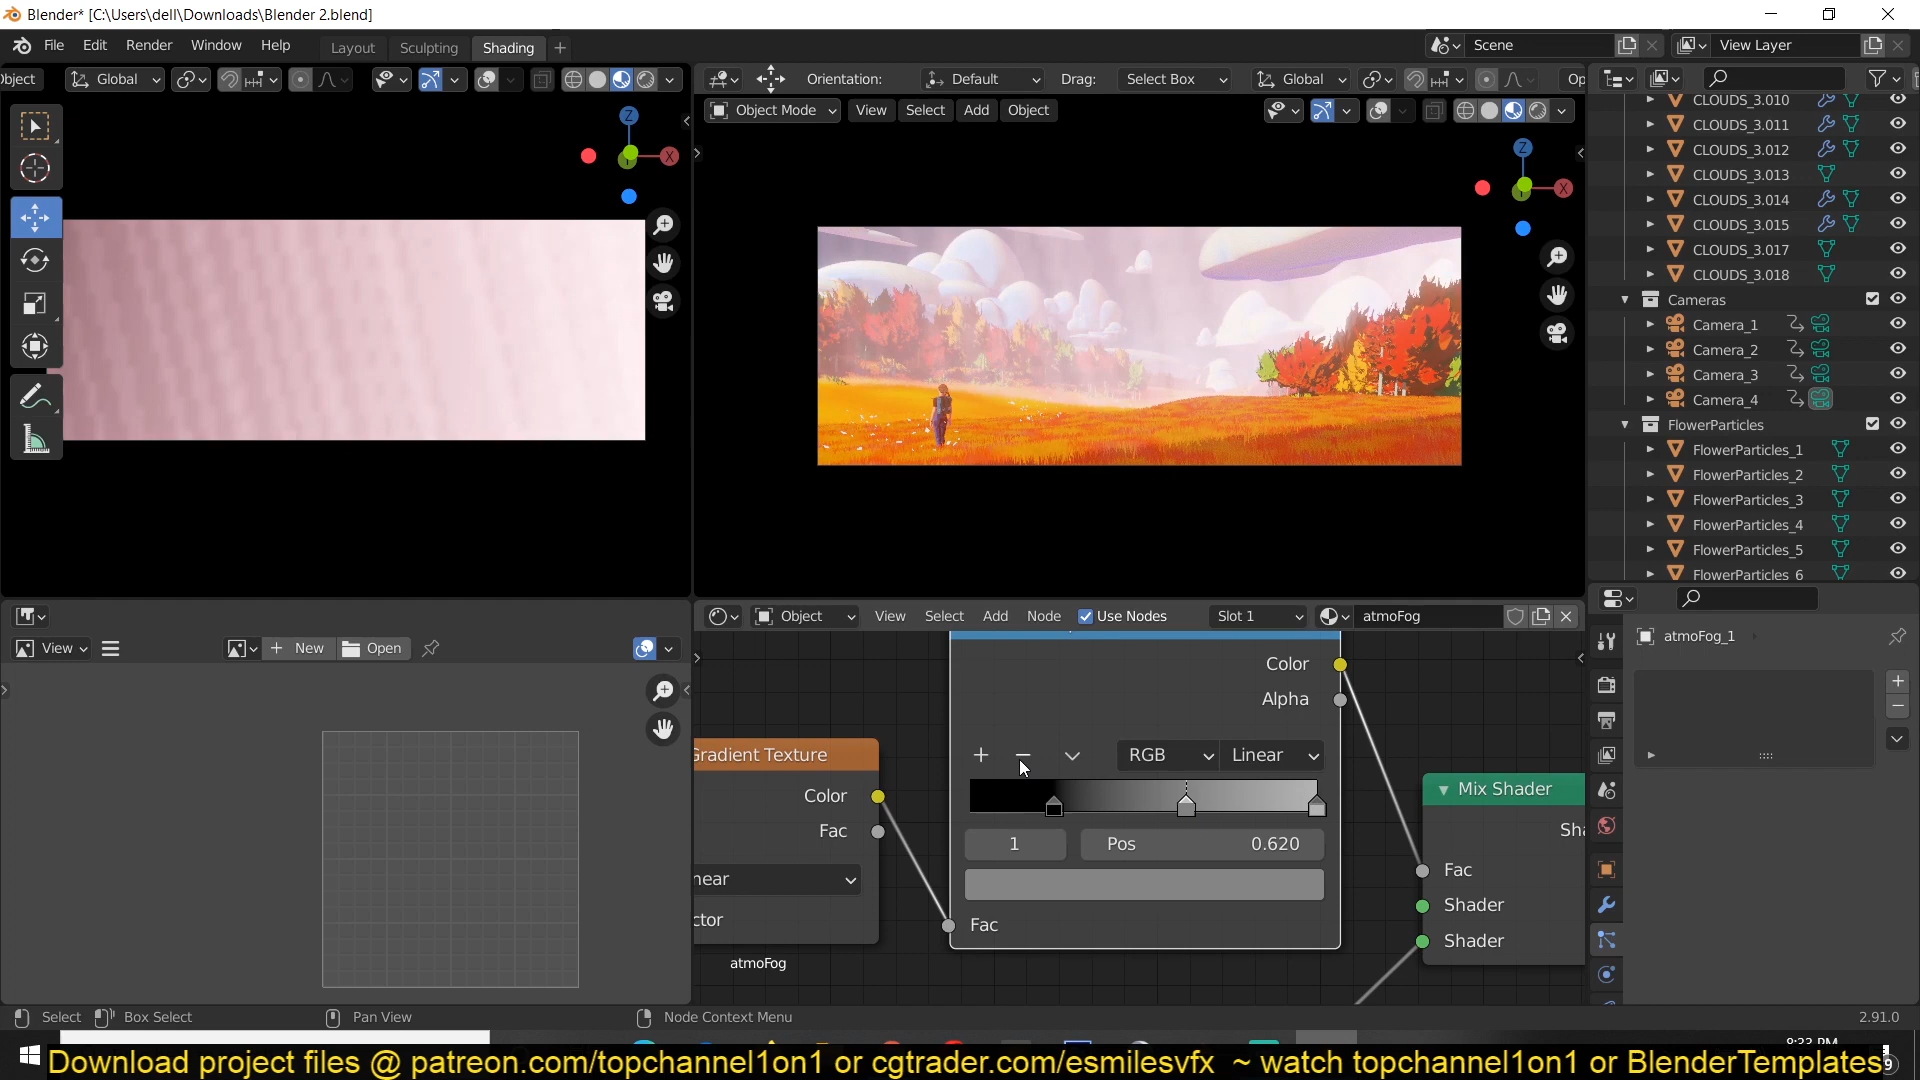 Blender* [C:\Users\dell\Downloads\Blender 2.blend]
File Edit Render Window Help Layout Sculpting Shading + Scene View Layer
bject Global Orientation: Default Drag: Select Box Global Op
Object Mode View Select Add Object
Z
X
Z
X
CLOUDS_3.010
CLOUDS_3.011
CLOUDS_3.012
CLOUDS_3.013
CLOUDS_3.014
CLOUDS_3.015
CLOUDS_3.017
CLOUDS_3.018
Cameras
Camera_1
Camera_2
Camera_3
Camera_4
FlowerParticles
FlowerParticles_1
FlowerParticles_2
FlowerParticles_3
FlowerParticles_4
FlowerParticles_5
FlowerParticles_6
View New Open
Object View Select Add Node Use Nodes Slot 1 atmoFog
atmoFog_1
Color
Alpha
RGB Linear
1 Pos 0.620
Fac
Gradient Texture
Color
Fac
near
ctor
atmoFog
Mix Shader
Sha
Fac
Shader
Shader
Select Box Select Pan View Node Context Menu 2.91.0
Download project files @ patreon.com/topchannel1on1 or cgtrader.com/esmilesvfx ~ watch topchannel1on1 or BlenderTemplates